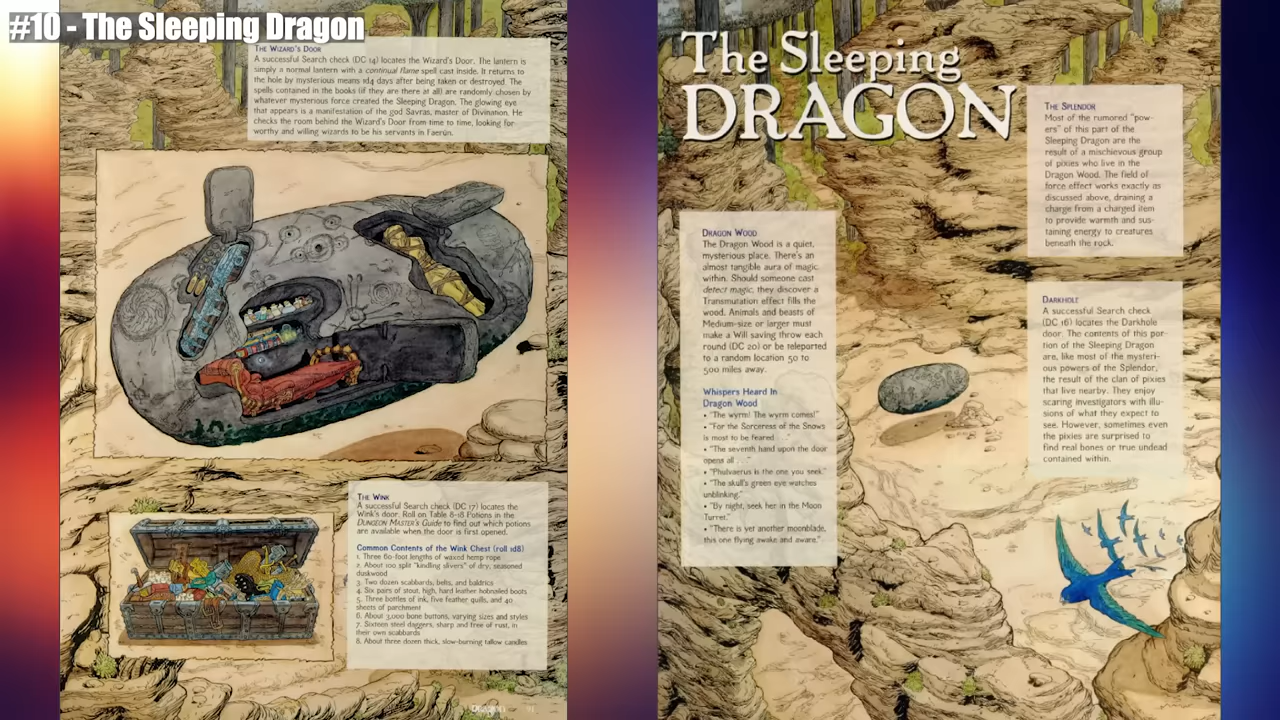 #10 - The Sleeping Dragon
THE WIZARD'S DOOR
A successful Search check (DC 14) locates the Wizard's Door. The lantern is
simply a normal lantern with a continual flame spell cast inside. It returns to
the hole by mysterious means 1d4 days after being taken or destroyed. The
spells contained in the books (if they are there at all) are randomly chosen by
whatever mysterious force created the Sleeping Dragon. The glowing eye
that appears is a manifestation of the god Savras, master of Divination. He
checks the room behind the Wizard's Door from time to time, looking for
worthy and willing wizards to be his servants in Faerûn.
THE WINK
A successful Search check (DC 17) locates the
Wink's door. Roll on Table 8-18 Potions in the
DUNGEON MASTER'S Guide to find out which potions
are available when the door is first opened.
Common Contents of the Wink Chest (roll 1d8)
1. Three 60-foot lengths of waxed hemp rope
2. About 100 split "kindling slivers" of dry, seasoned
duskwood
3. Two dozen scabbards, belts, and baldrics
4. Six pairs of stout, high, hard leather hobnailed boots
5. Three bottles of ink, five feather quills, and 40
sheets of parchment
6. About 3,000 bone buttons, varying sizes and styles
7. Sixteen steel daggers, sharp and free of rust, in
their own scabbards
8. About three dozen thick, slow-burning tallow candles
DRAGON 91
The Sleeping
DRAGON
DRAGON WOOD
The Dragon Wood is a quiet,
mysterious place. There's an
almost tangible aura of magic
within. Should someone cast
detect magic, they discover a
Transmutation effect fills the
wood. Animals and beasts of
Medium-size or larger must
make a Will saving throw each
round (DC 20) or be teleported
to a random location 50 to
500 miles away.
Whispers Heard In
Dragon Wood
• "The wyrm! The wyrm comes!"
• "For the Sorceress of the Snows
is most to be feared . . ."
• "The seventh hand upon the door
opens all . . ."
• "Phulvaerus is the one you seek."
• "The skull's green eye watches
unblinking."
• "By night, seek her in the Moon
Turret."
• "There is yet another moonblade,
this one flying awake and aware."
THE SPLENDOR
Most of the rumored "pow-
ers" of this part of the
Sleeping Dragon are the
result of a mischievous group
of pixies who live in the
Dragon Wood. The field of
force effect works exactly as
discussed above, draining a
charge from a charged item
to provide warmth and sus-
taining energy to creatures
beneath the rock.
DARKHOLE
A successful Search check
(DC 16) locates the Darkhole
door. The contents of this por-
tion of the Sleeping Dragon
are, like most of the mysteri-
ous powers of the Splendor,
the result of the clan of pixies
that live nearby. They enjoy
scaring investigators with illu-
sions of what they expect to
see. However, sometimes even
the pixies are surprised to
find real bones or true undead
contained within.